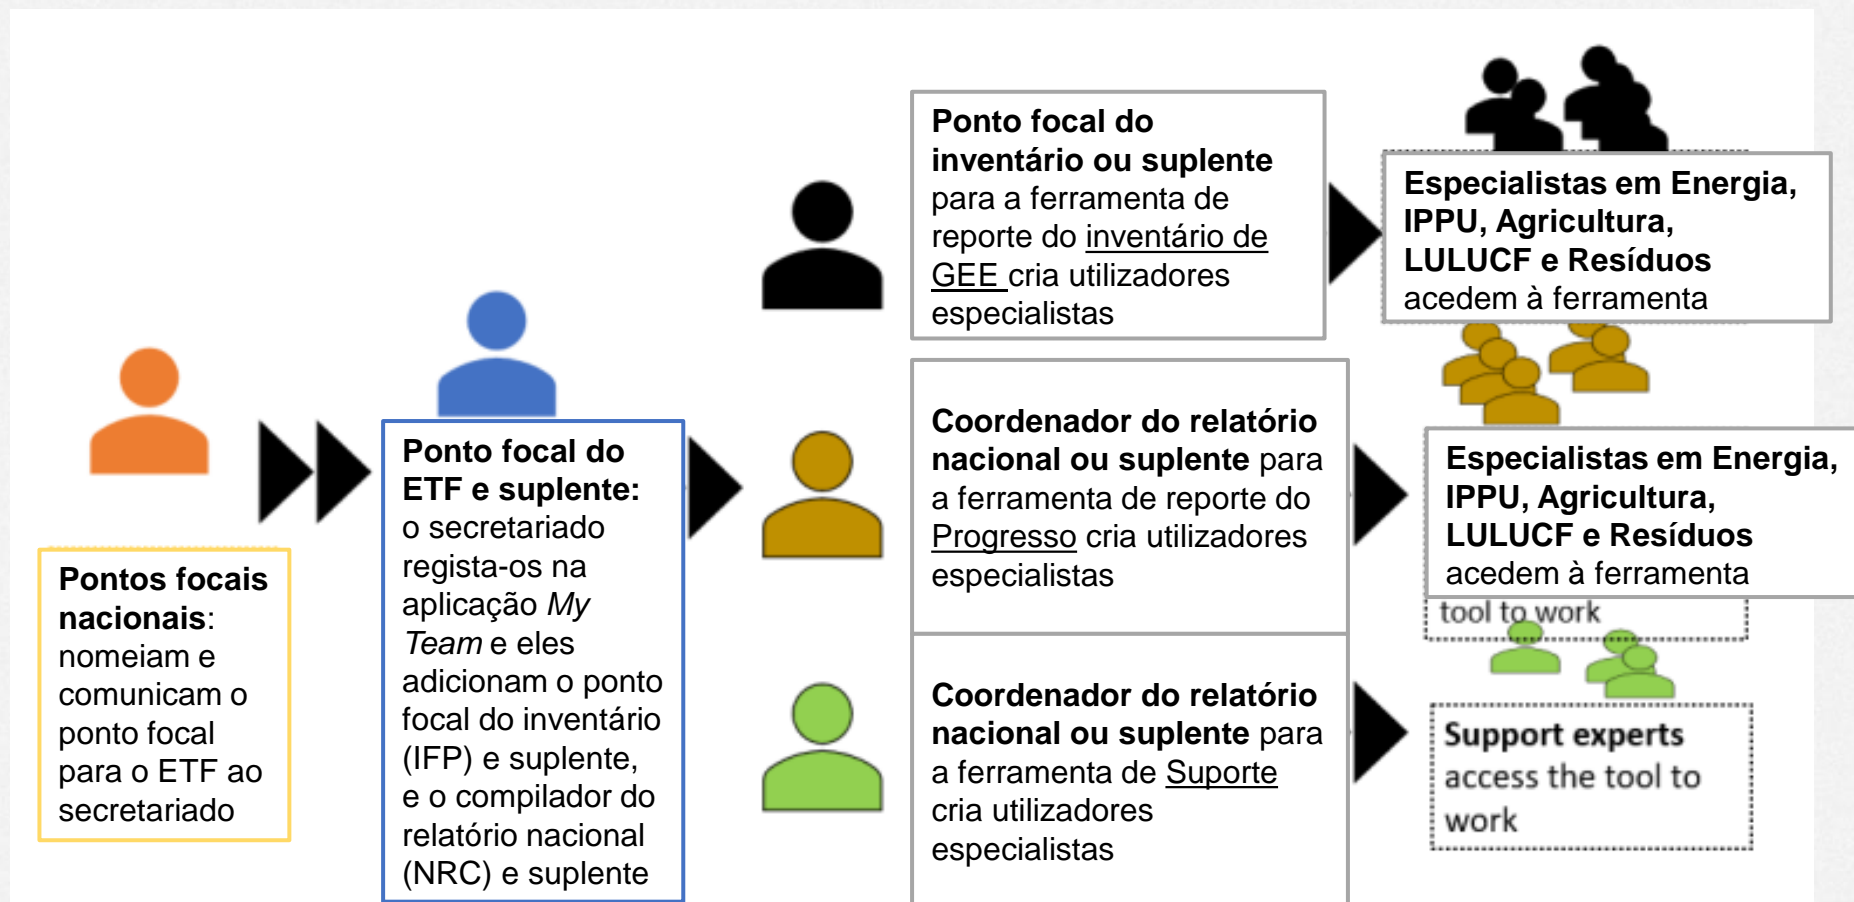 Pontos focais
nacionais:
nomeiam e
comunicam o
ponto focal
para o ETF ao
secretariado
Ponto focal do
ETF e suplente:
o secretariado
regista-os na
aplicação My
Team e eles
adicionam o ponto
focal do inventário
(IFP) e suplente,
e o compilador do
relatório nacional
(NRC) e suplente
Ponto focal do
inventário ou suplente
para a ferramenta de
reporte do inventário de
GEE cria utilizadores
especialistas
Especialistas em Energia,
IPPU, Agricultura,
LULUCF e Resíduos
acedem à ferramenta
Coordenador do relatório
nacional ou suplente para
a ferramenta de reporte do
Progresso cria utilizadores
especialistas
Especialistas em Energia,
IPPU, Agricultura,
LULUCF e Resíduos
acedem à ferramenta
tool to work
Coordenador do relatório
nacional ou suplente para
a ferramenta de Suporte
cria utilizadores
especialistas
Support experts
access the tool to
work